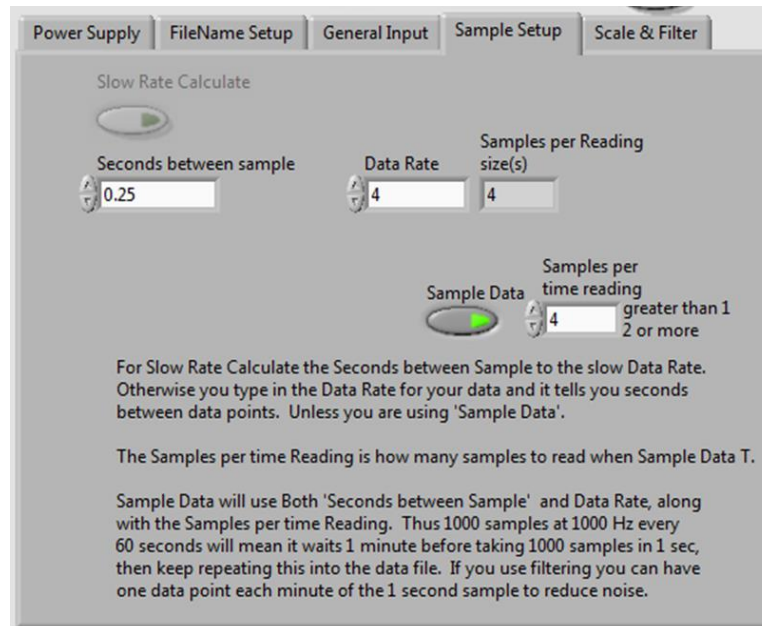 Power Supply
FileName Setup
General Input
Sample Setup
Scale & Filter
Slow Rate Calculate
Seconds between sample
0.25
Data Rate
4
Samples per Reading
size(s)
4
Sample Data
Samples per
time reading
4
greater than 1
2 or more
For Slow Rate Calculate the Seconds between Sample to the slow Data Rate.
Otherwise you type in the Data Rate for your data and it tells you seconds
between data points. Unless you are using 'Sample Data'.
The Samples per time Reading is how many samples to read when Sample Data T.
Sample Data will use Both 'Seconds between Sample' and Data Rate, along
with the Samples per time Reading. Thus 1000 samples at 1000 Hz every
60 seconds will mean it waits 1 minute before taking 1000 samples in 1 sec,
then keep repeating this into the data file. If you use filtering you can have
one data point each minute of the 1 second sample to reduce noise.